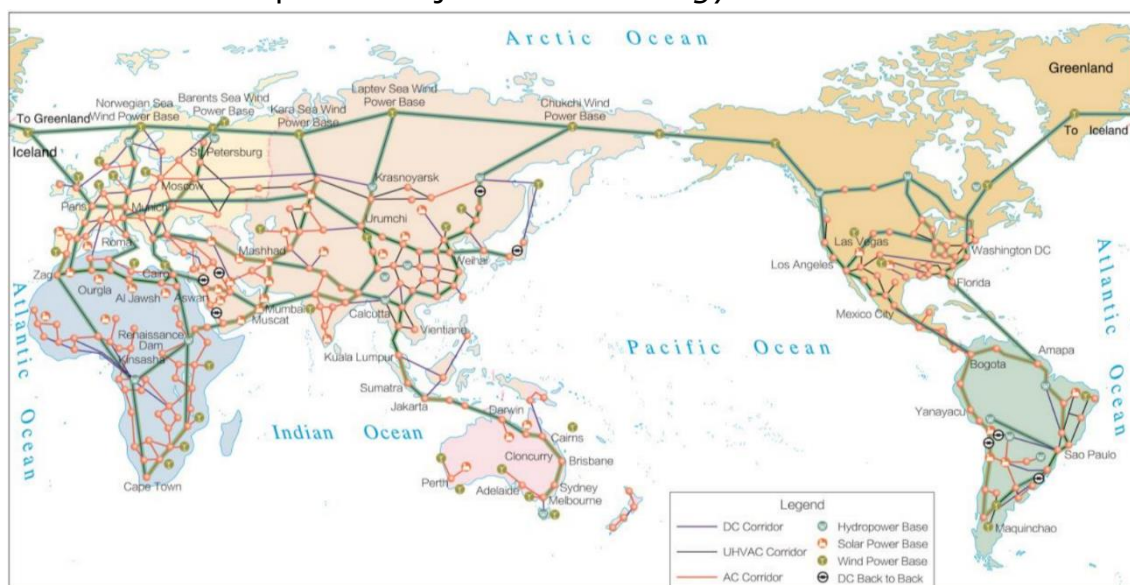 Arctic Ocean
Greenland
To Greenland
Iceland
Norwegian Sea
Wind Power Base
Barents Sea Wind
Power Base
Kara Sea Wind
Power Base
Laptev Sea Wind
Power Base
Chukchi Wind
Power Base
To Iceland
St. Petersburg
Moscow
Krasnoyarsk
Paris
Munich
Urumchi
Roma
Mashhad
Weihai
Las Vegas
Washington DC
Los Angeles
Zag
Cairo
Ourgla
Al Jawsh
Aswan
Mumbai
Muscat
Calcutta
Florida
Mexico City
Vientiane
Renaissance
Dam
Kinsasha
Kuala Lumpur
Pacific Ocean
Bogota
Amapa
Sumatra
Jakarta
Darwin
Yanayacu
Atlantic Ocean
Indian Ocean
Atlantic Ocean
Cairns
Cloncurry
Brisbane
Sao Paulo
Cape Town
Perth
Adelaide
Sydney
Melbourne
Maquinchao
Legend
DC Corridor
Hydropower Base
Solar Power Base
UHVAC Corridor
Wind Power Base
AC Corridor
DC Back to Back